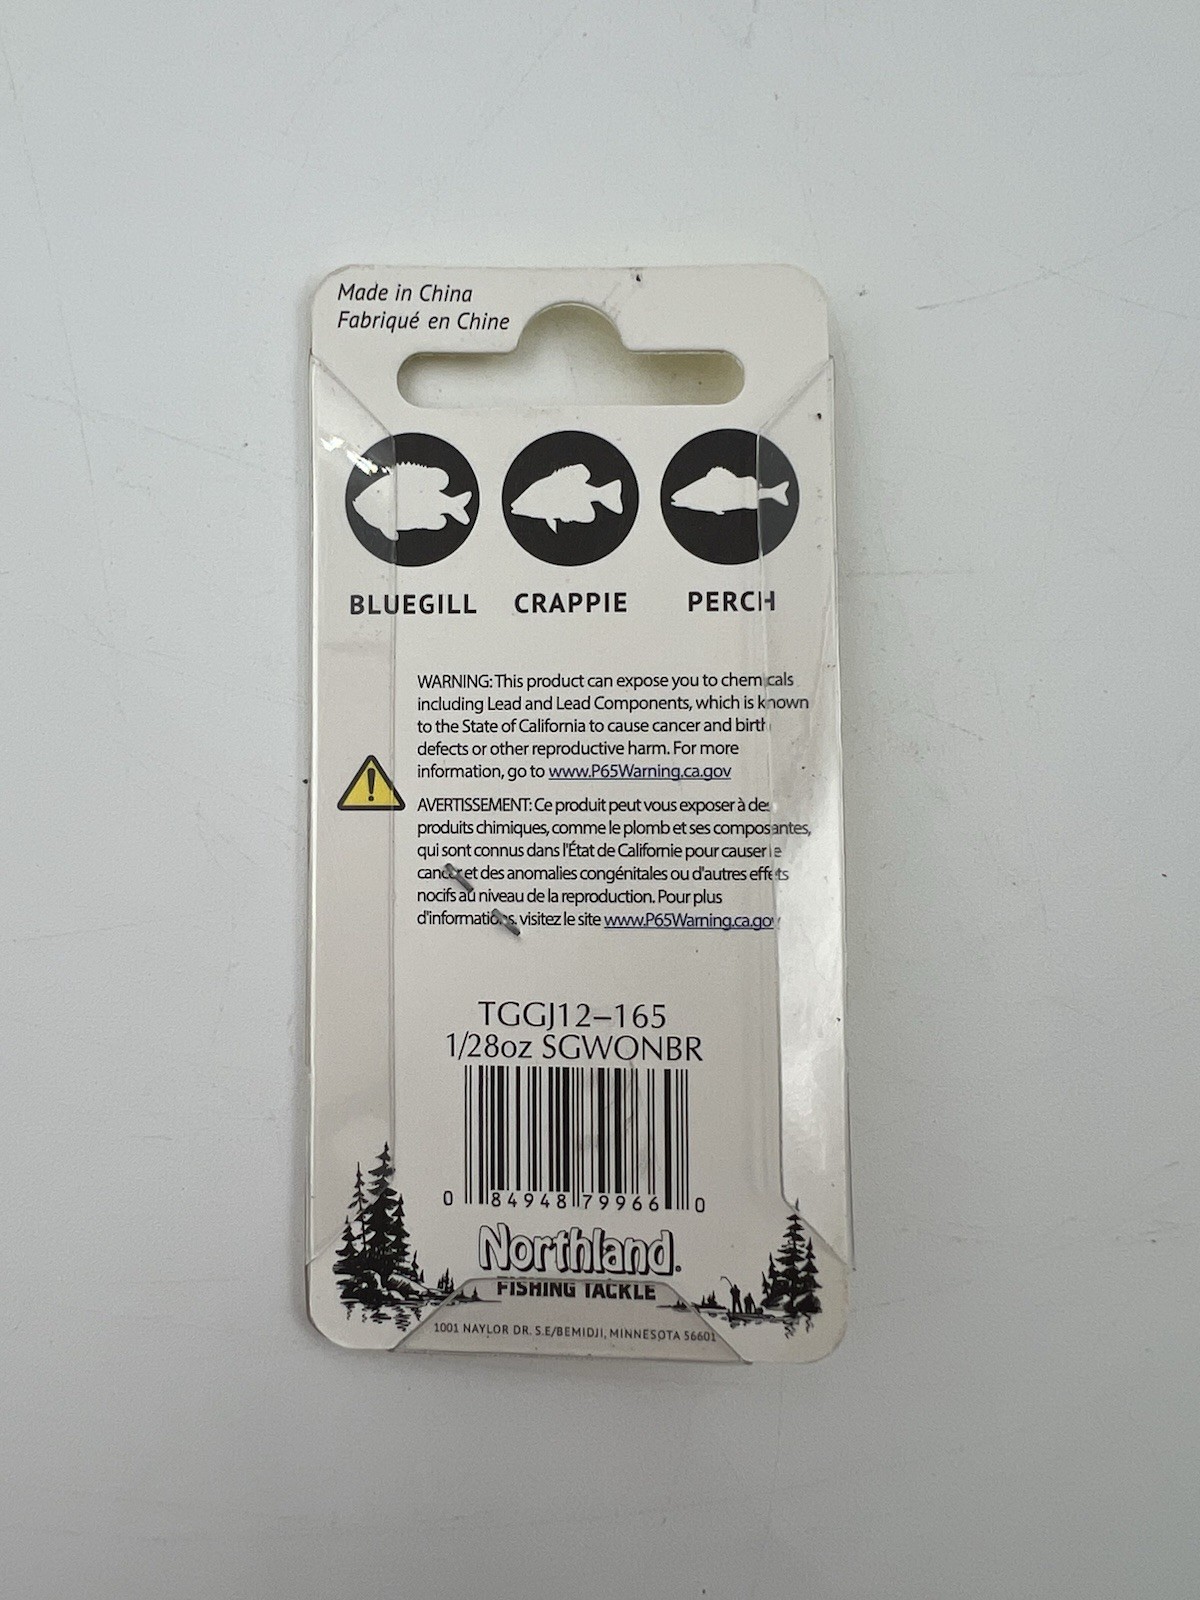 Made in China
Fabriqué en Chine
BLUEGILL CRAPPIE PERCH
WARNING: This product can expose you to chemicals
including Lead and Lead Components, which is known
to the State of California to cause cancer and birth
defects or other reproductive harm. For more
information, go to www.P65Warning.ca.gov
AVERTISSEMENT: Ce produit peut vous exposer à des
produits chimiques, comme le plomb et ses composantes,
qui sont connus dans l'État de Californie pour causer le
cancer et des anomalies congénitales ou d'autres effets
nocifs au niveau de la reproduction. Pour plus
d'informations. visitez le site www.P65Warning.ca.gov
TGGJ12–165
1/28oz SGWONBR
0 84948 79966 0
Northland.
FISHING TACKLE
1001 NAYLOR DR. S.E/BEMIDJI, MINNESOTA 56601